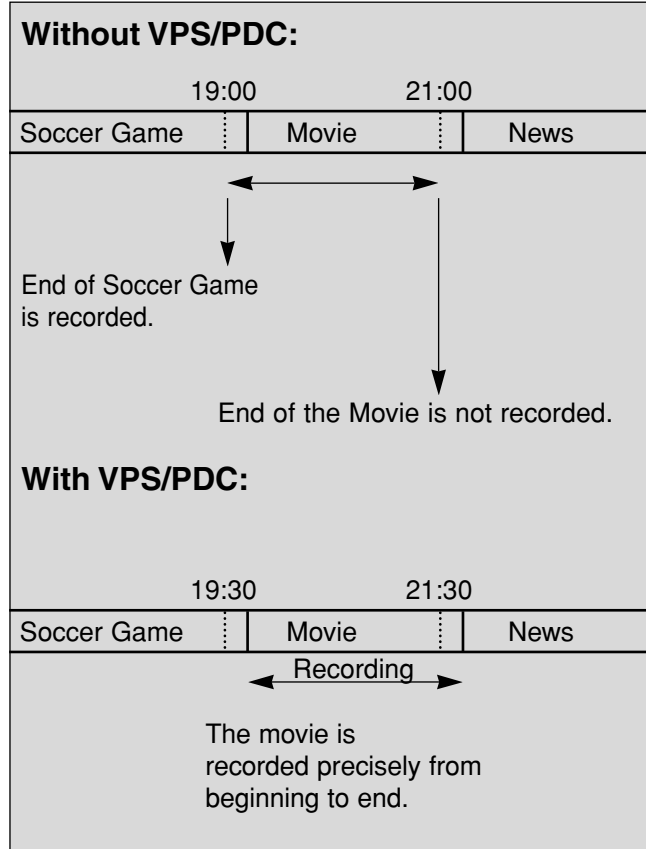 Without VPS/PDC:
19:00 21:00
Soccer Game Movie News
End of Soccer Game
is recorded.
End of the Movie is not recorded.
With VPS/PDC:
19:30 21:30
Soccer Game Movie News
Recording
The movie is
recorded precisely from
beginning to end.